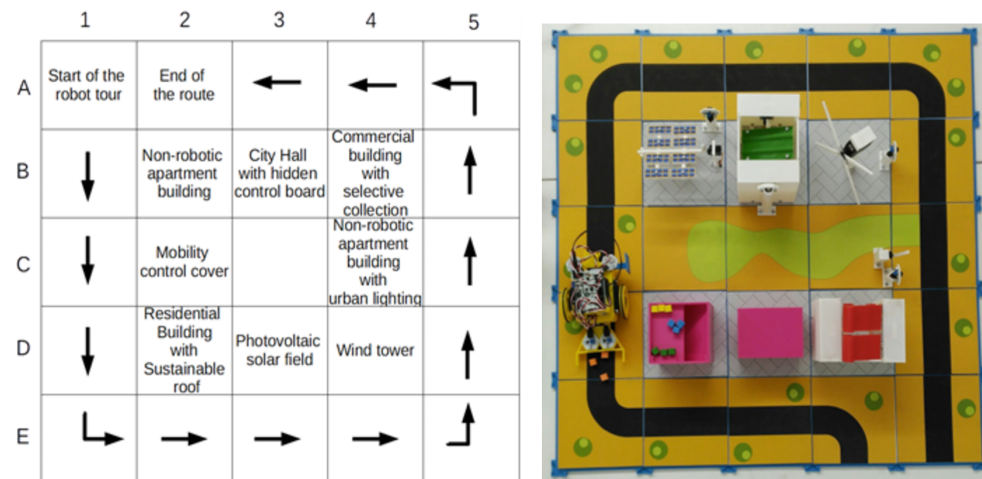 1 2 3 4 5
A
Start of the
robot tour
End of
the route
B
Non-robotic
apartment
building
City Hall
with hidden
control board
Commercial
building
with
selective
collection
C
Mobility
control cover
Non-robotic
apartment
building
with
urban lighting
D
Residential
Building
with
Sustainable
roof
Photovoltaic
solar field
Wind tower
E